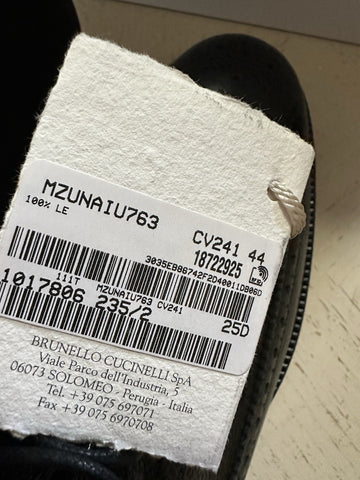 MZUNAIU763
100% LE
CV241 44
18722925
3035EB86742F2D40011DB06D
111T MZUNAIU763 CV241
1017806 235/2
25D
BRUNELLO CUCINELLI SpA
Viale Parco dell'Industria, 5
06073 SOLOMEO - Perugia - Italia
Tel. +39 075 697071
Fax +39 075 6970708